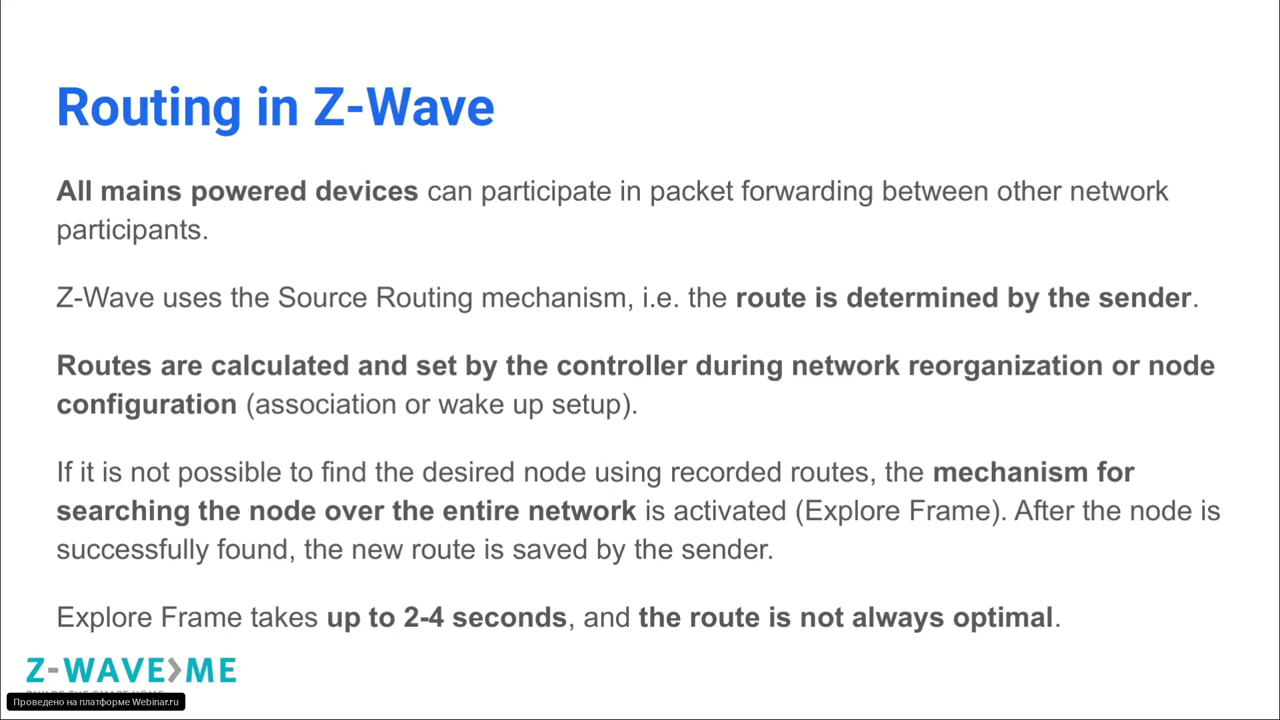 Routing in Z-Wave
All mains powered devices can participate in packet forwarding between other network
participants.
Z-Wave uses the Source Routing mechanism, i.e. the route is determined by the sender.
Routes are calculated and set by the controller during network reorganization or node
configuration (association or wake up setup).
If it is not possible to find the desired node using recorded routes, the mechanism for
searching the node over the entire network is activated (Explore Frame). After the node is
successfully found, the new route is saved by the sender.
Explore Frame takes up to 2-4 seconds, and the route is not always optimal.
Z-WAVE>ME
Проведено на платформе Webinar.ru